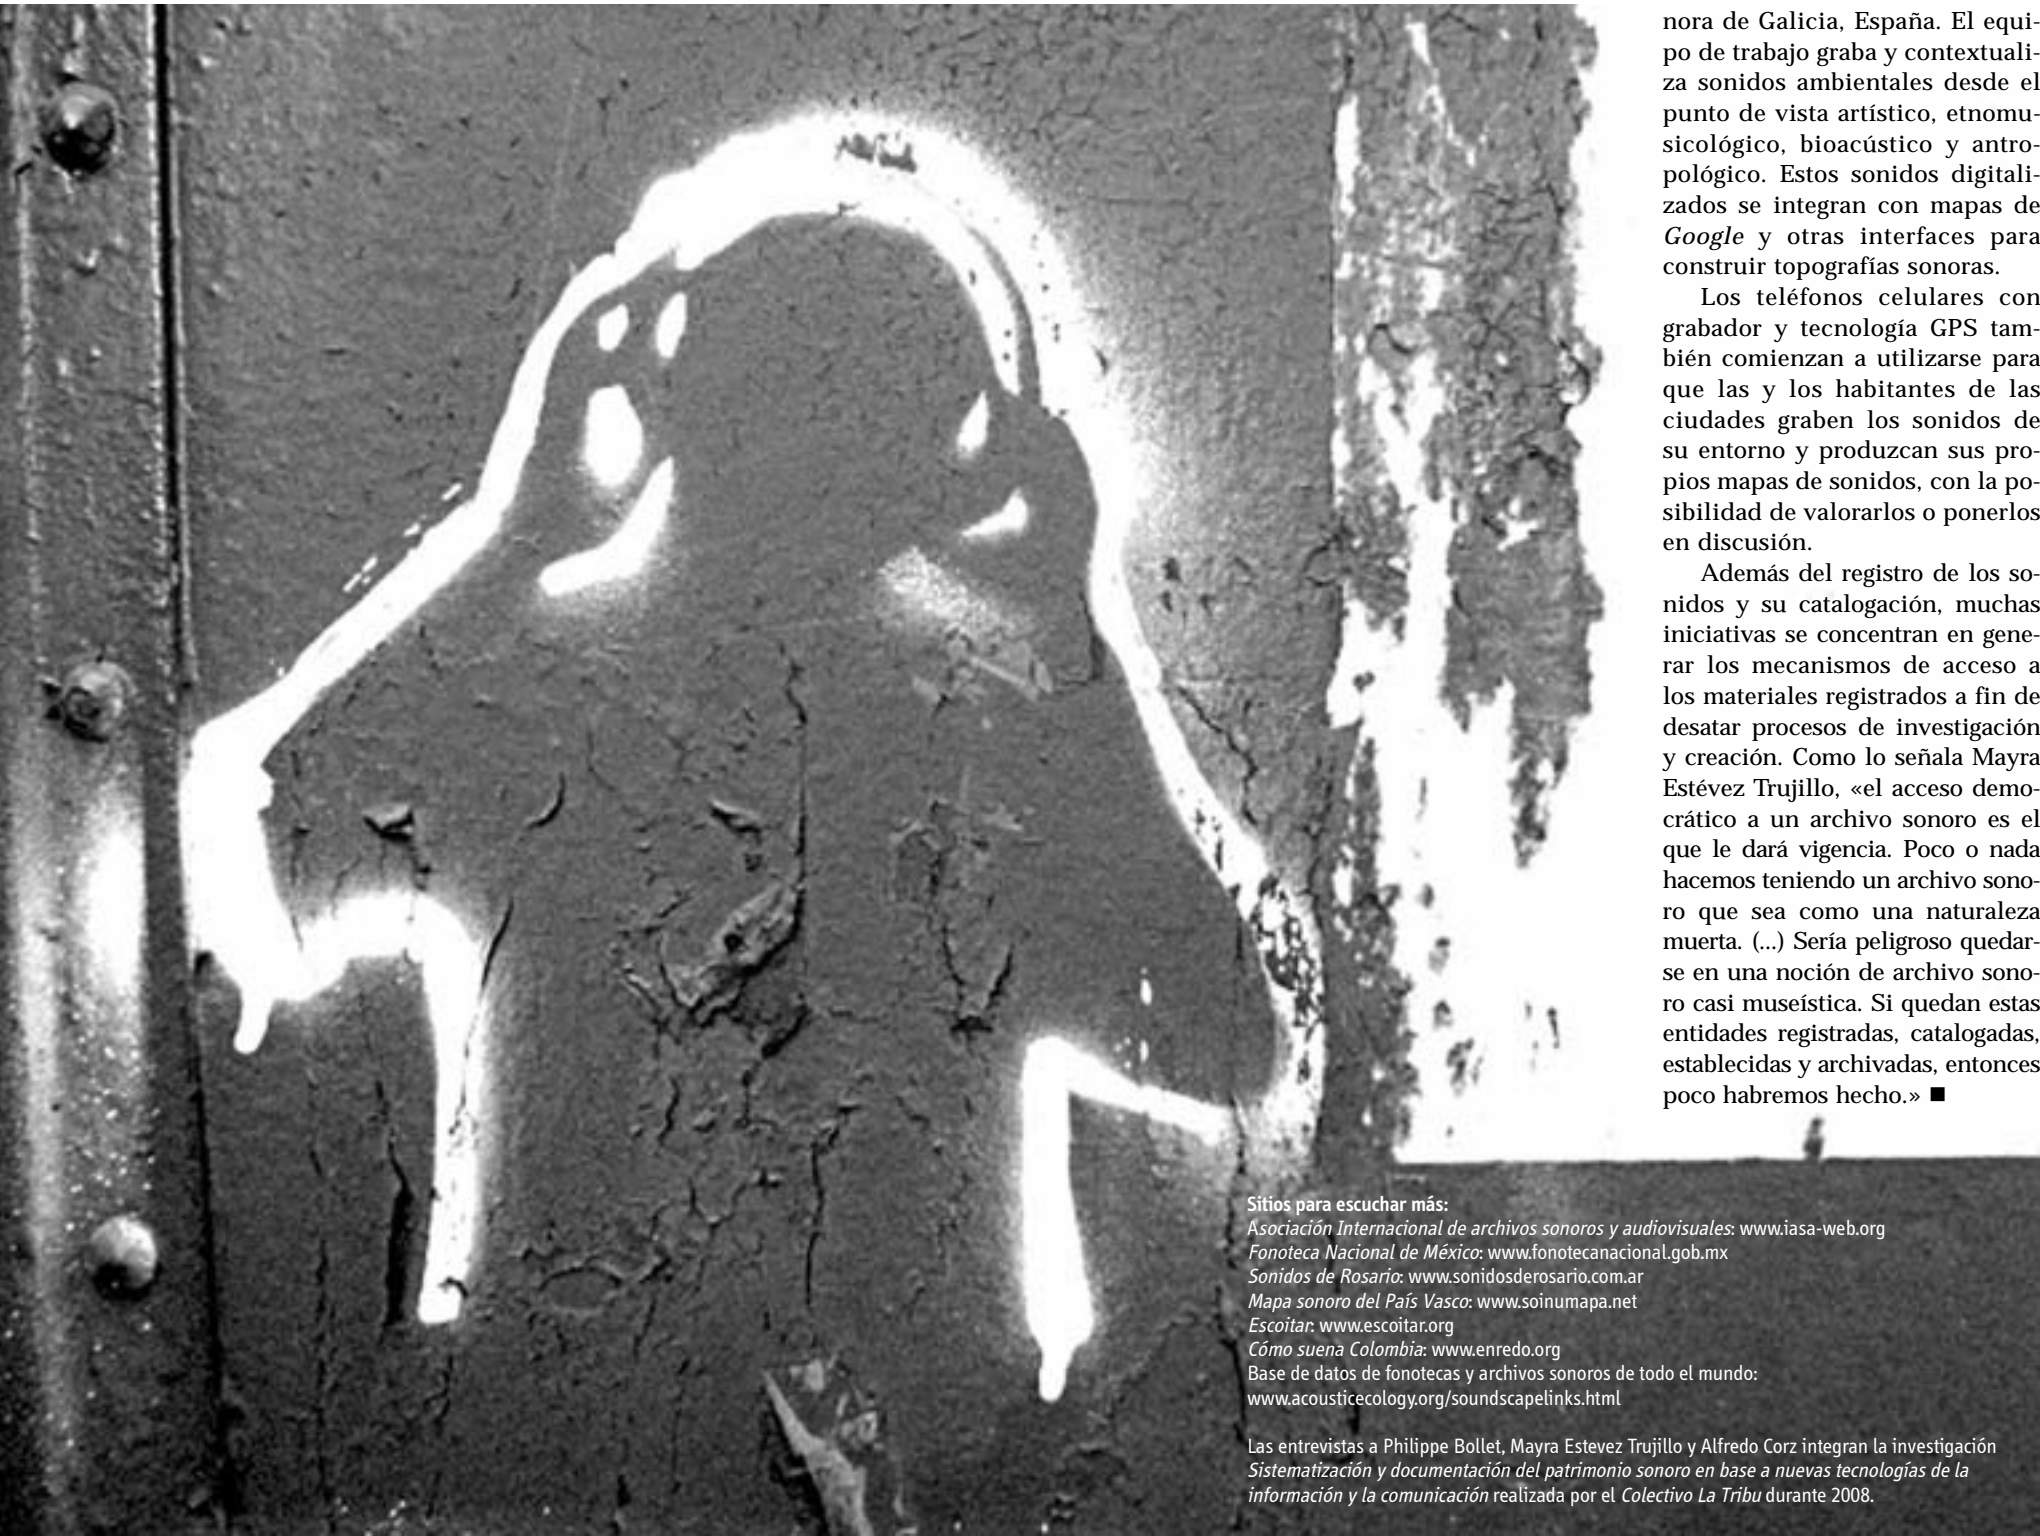 nora de Galicia, España. El equi-
po de trabajo graba y contextuali-
za sonidos ambientales desde el
punto de vista artístico, etnomu-
sicológico, bioacústico y antro-
pológico. Estos sonidos digitali-
zados se integran con mapas de
Google y otras interfaces para
construir topografías sonoras.
Los teléfonos celulares con
grabador y tecnología GPS tam-
bién comienzan a utilizarse para
que las y los habitantes de las
ciudades graben los sonidos de
su entorno y produzcan sus pro-
pios mapas de sonidos, con la po-
sibilidad de valorarlos o ponerlos
en discusión.
Además del registro de los so-
nidos y su catalogación, muchas
iniciativas se concentran en gene-
rar los mecanismos de acceso a
los materiales registrados a fin de
desatar procesos de investigación
y creación. Como lo señala Mayra
Estévez Trujillo, «el acceso demo-
crático a un archivo sonoro es el
que le dará vigencia. Poco o nada
hacemos teniendo un archivo sono-
ro que sea como una naturaleza
muerta. (...) Sería peligroso quedar-
se en una noción de archivo sono-
ro casi museística. Si quedan estas
entidades registradas, catalogadas,
establecidas y archivadas, entonces
poco habremos hecho.» ■
Sitios para escuchar más:
Asociación Internacional de archivos sonoros y audiovisuales: www.iasa-web.org
Fonoteca Nacional de México: www.fonotecanacional.gob.mx
Sonidos de Rosario: www.sonidosderosario.com.ar
Mapa sonoro del País Vasco: www.soinumapa.net
Escoitar: www.escoitar.org
Cómo suena Colombia: www.enredo.org
Base de datos de fonotecas y archivos sonoros de todo el mundo:
www.acousticecology.org/soundscapelinks.html
Las entrevistas a Philippe Bollet, Mayra Estevez Trujillo y Alfredo Corz integran la investigación
Sistematización y documentación del patrimonio sonoro en base a nuevas tecnologías de la
información y la comunicación realizada por el Colectivo La Tribu durante 2008.